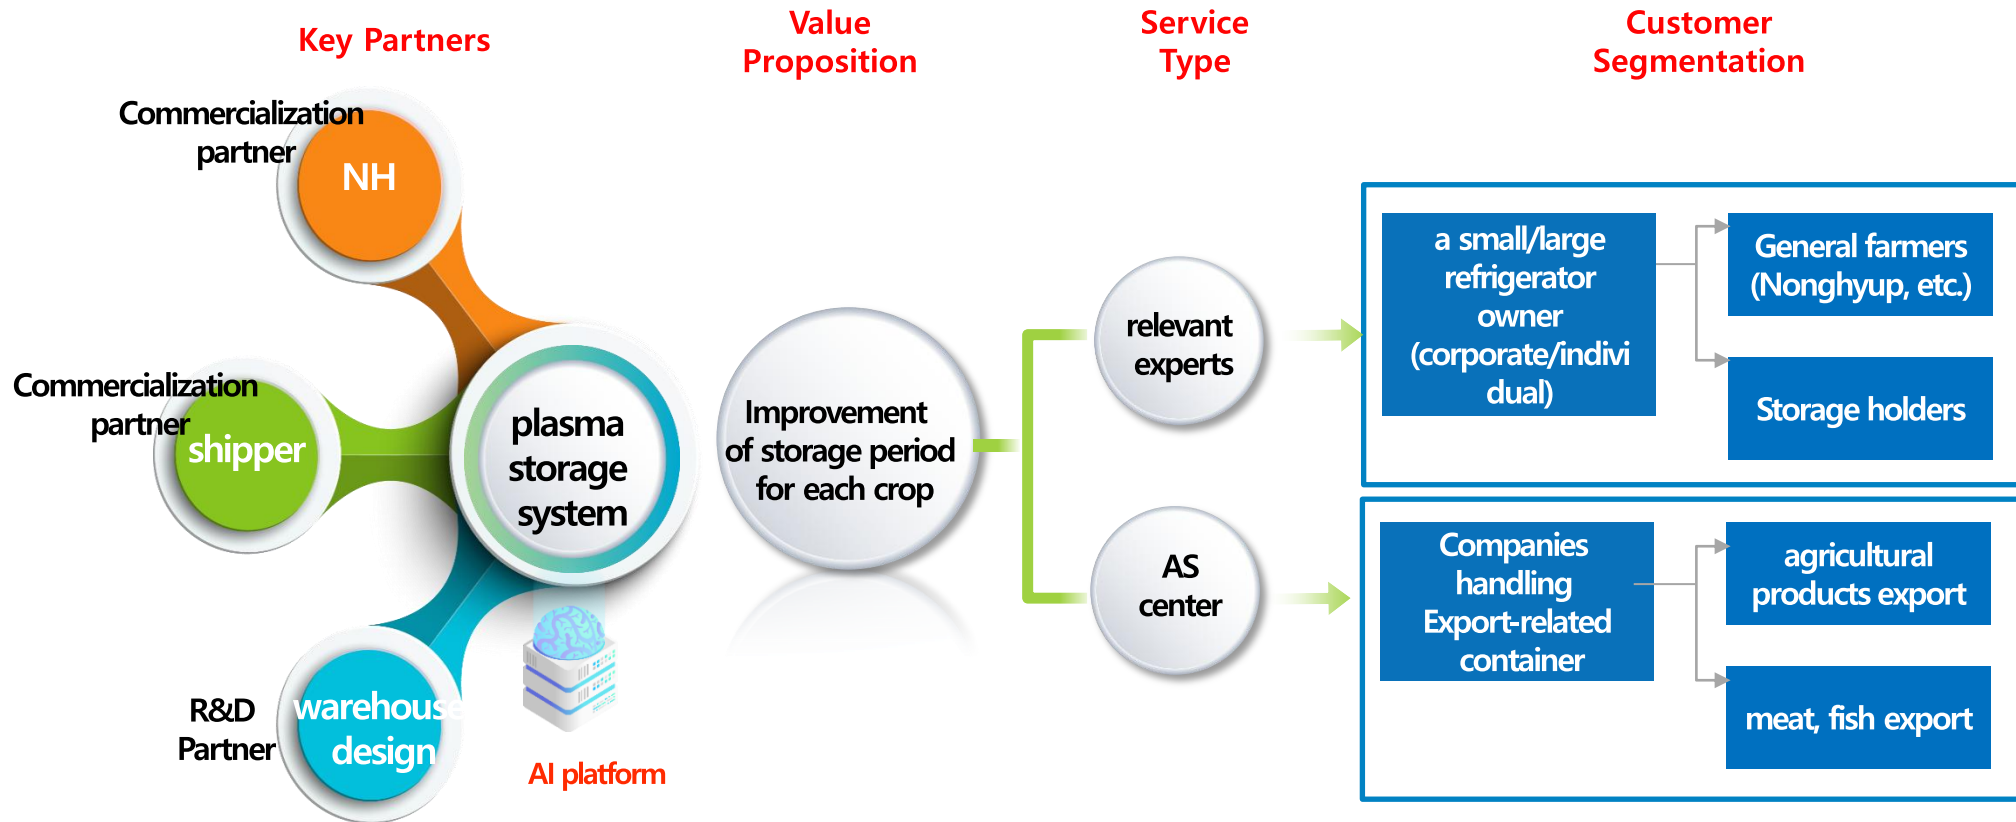 Key Partners
Value
Proposition
Service
Type
Customer
Segmentation
Commercialization
partner
NH
Commercialization
partner
shipper
R&D
Partner
warehouse
design
plasma
storage
system
AI platform
Improvement
of storage period
for each crop
relevant
experts
AS
center
a small/large
refrigerator
owner
(corporate/indivi
dual)
General farmers
(Nonghyup, etc.)
Storage holders
Companies
handling
Export-related
container
agricultural
products export
meat, fish export